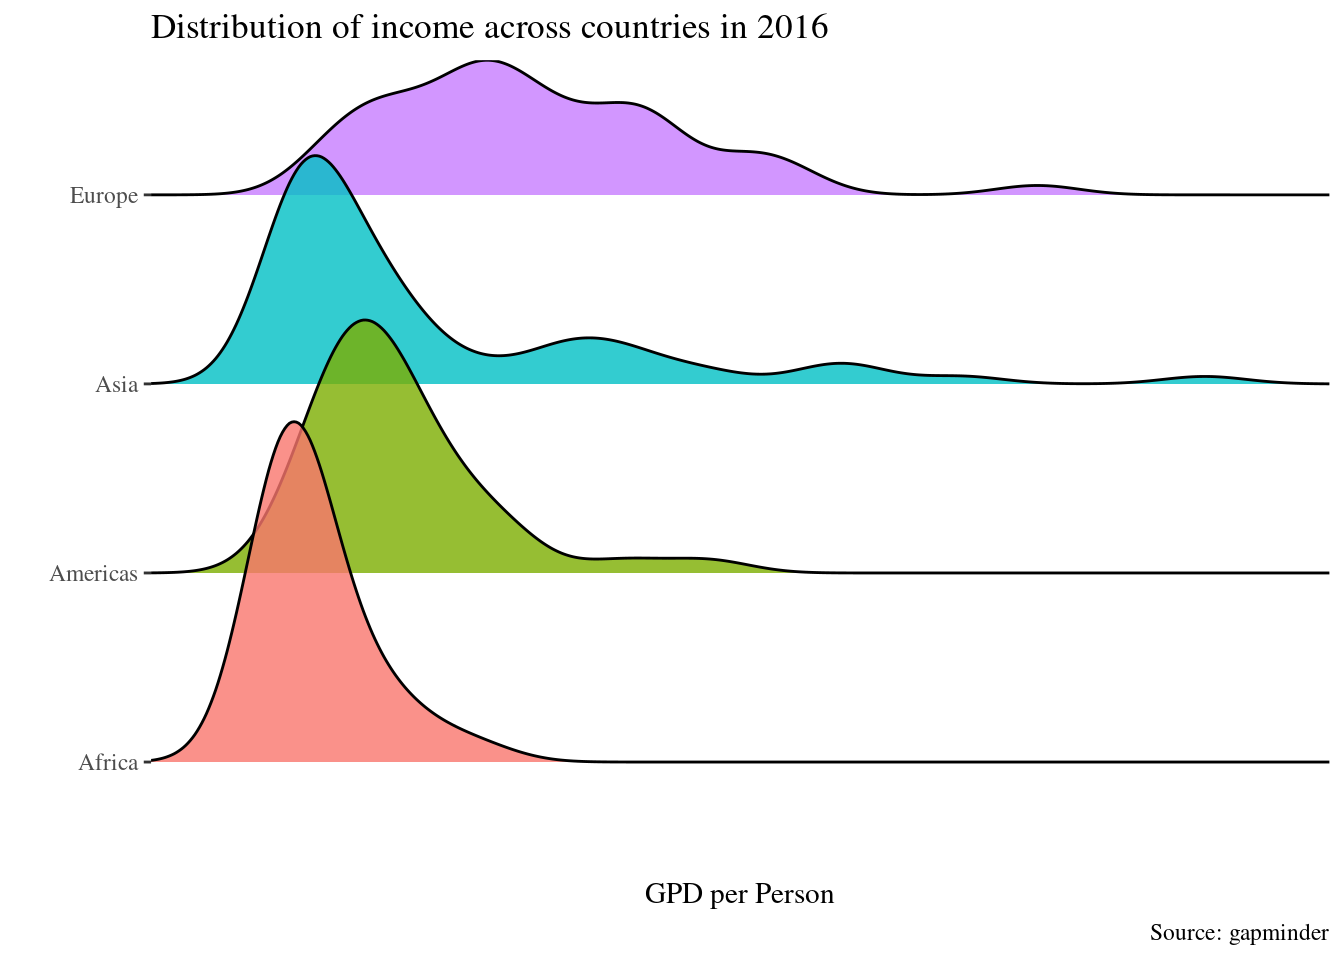 Distribution of income across countries in 2016
Europe
Asia
Americas
Africa
GPD per Person
Source: gapminder